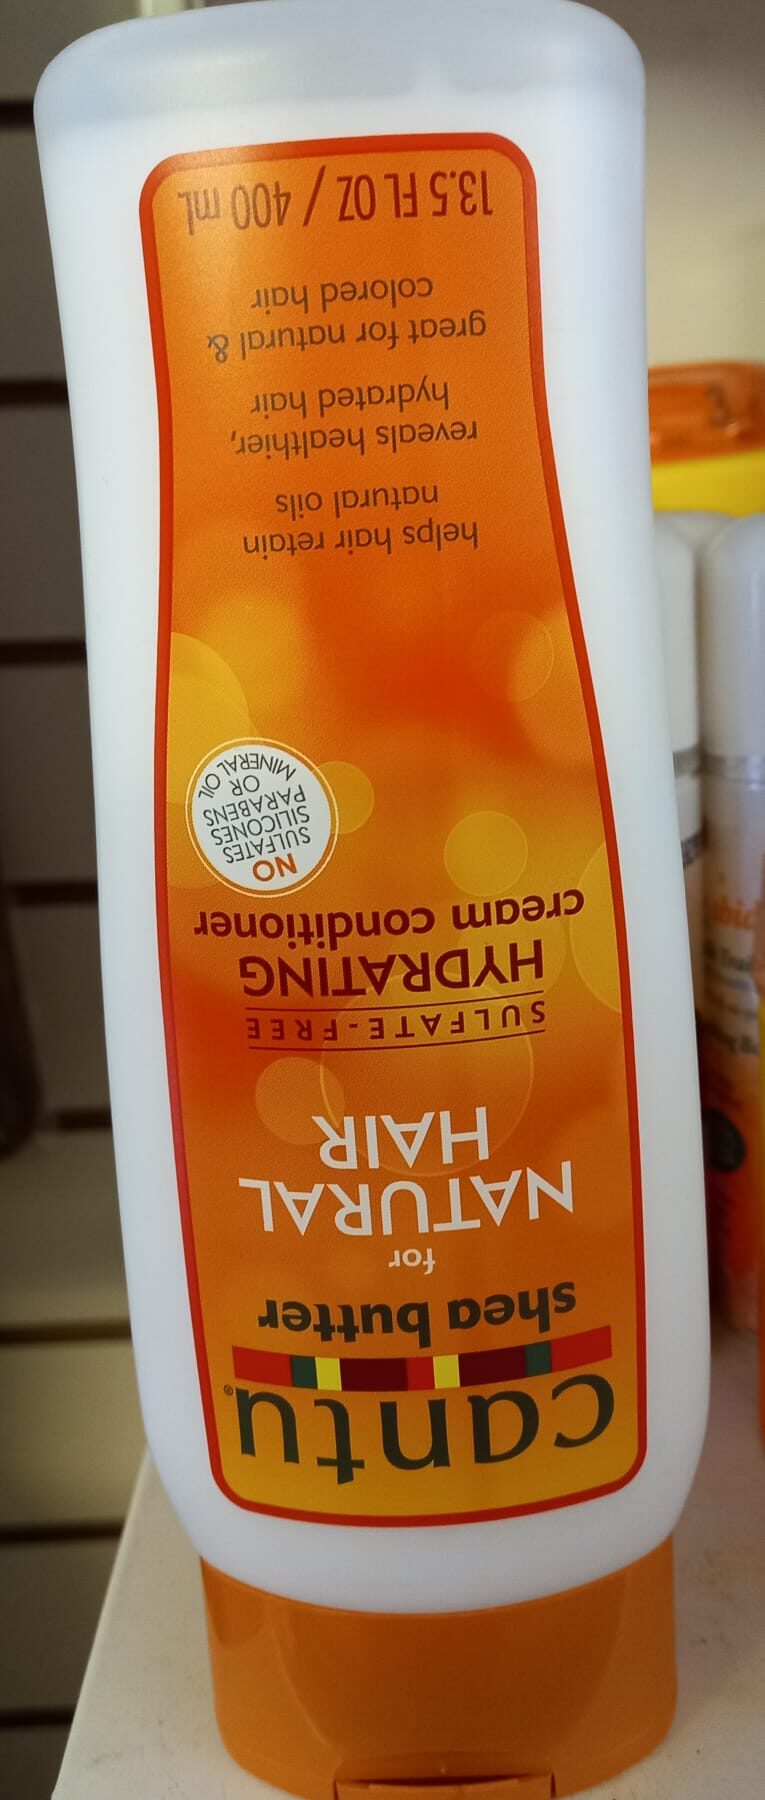 cantu®
shea butter
for
NATURAL
HAIR
SULFATE-FREE
HYDRATING
cream conditioner
NO
SULFATES
SILICONES
PARABENS
OR
MINERAL OIL
helps hair retain
natural oils
reveals healthier,
hydrated hair
great for natural &
colored hair
13.5 FL OZ / 400 mL